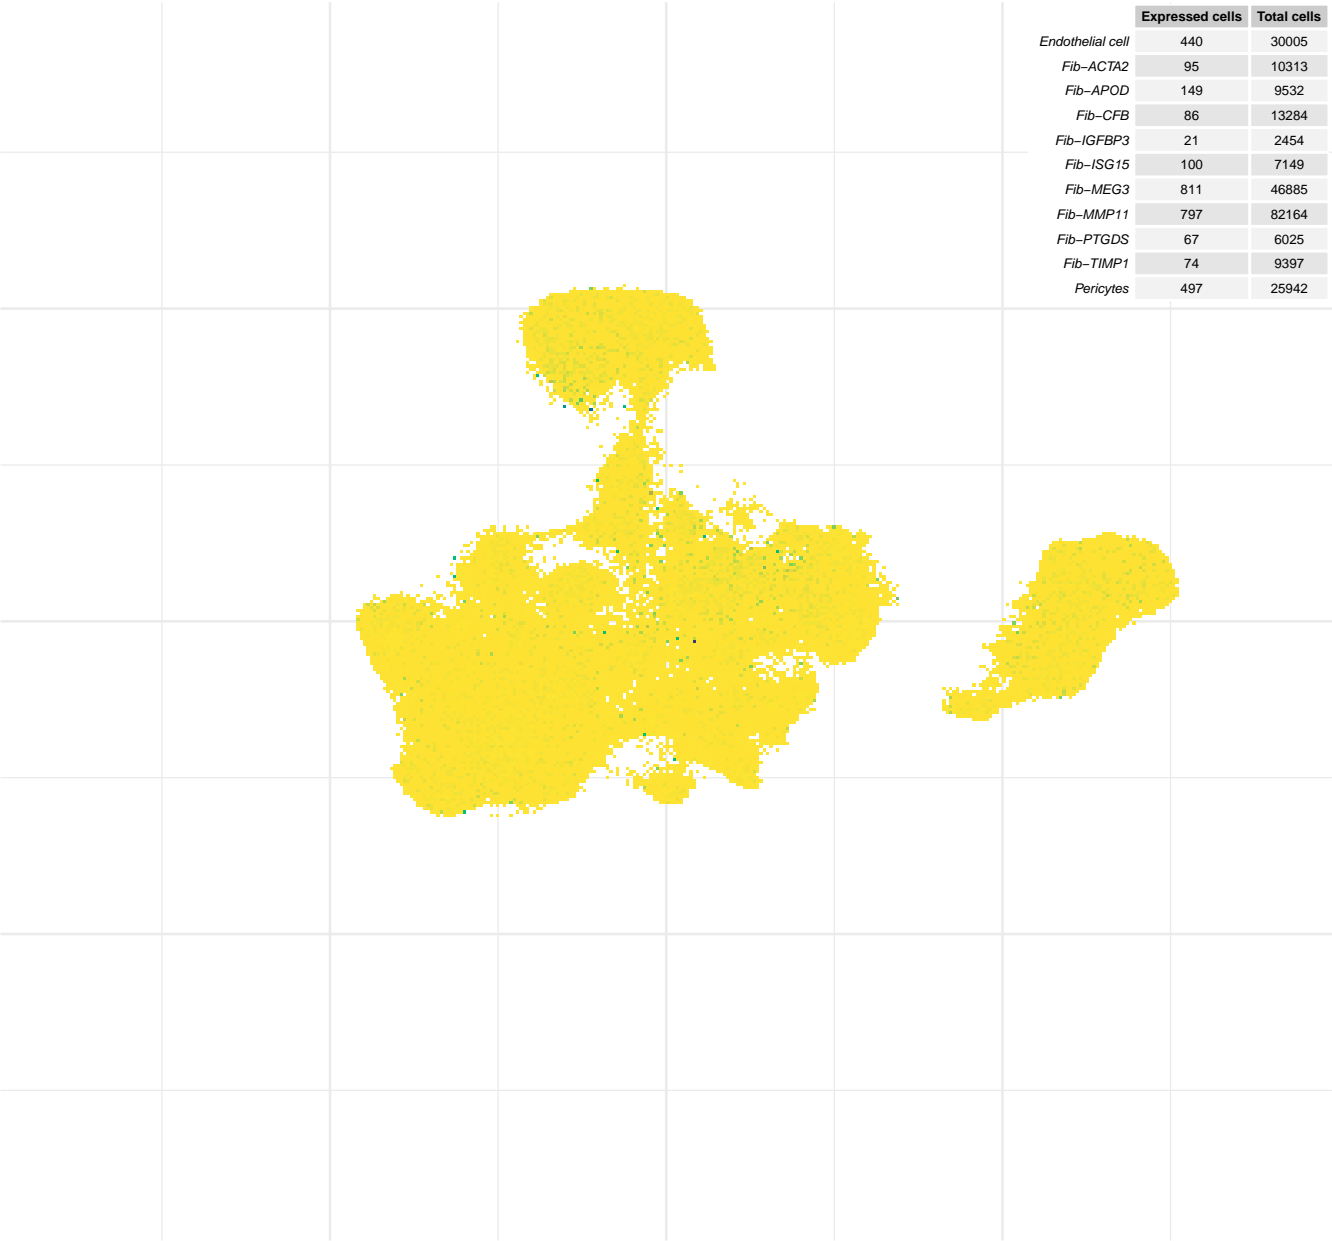 Expressed cells Total cells
Endothelial cell 440 30005
Fib−ACTA2 95 10313
Fib−APOD 149 9532
Fib−CFB 86 13284
Fib−IGFBP3 21 2454
Fib−ISG15 100 7149
Fib−MEG3 811 46885
Fib−MMP11 797 82164
Fib−PTGDS 67 6025
Fib−TIMP1 74 9397
Pericytes 497 25942